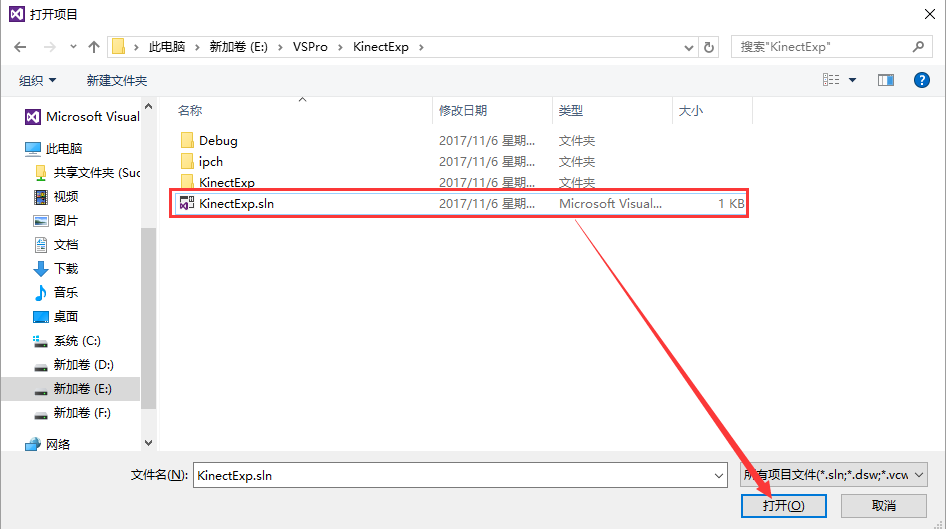 打开项目
此电脑 > 新加卷 (E:) > VSPro > KinectExp >
搜索"KinectExp"
组织 新建文件夹
名称 修改日期 类型 大小
Microsoft Visual
此电脑
共享文件夹 (Suc
视频
图片
文档
下载
音乐
桌面
系统 (C:)
新加卷 (D:)
新加卷 (E:)
新加卷 (F:)
网络
Debug 2017/11/6 星期... 文件夹
ipch 2017/11/6 星期... 文件夹
KinectExp 2017/11/6 星期... 文件夹
KinectExp.sln 2017/11/6 星期... Microsoft Visual... 1 KB
文件名(N): KinectExp.sln
所有项目文件(*.sln;*.dsw;*.vcw
打开(O) 取消